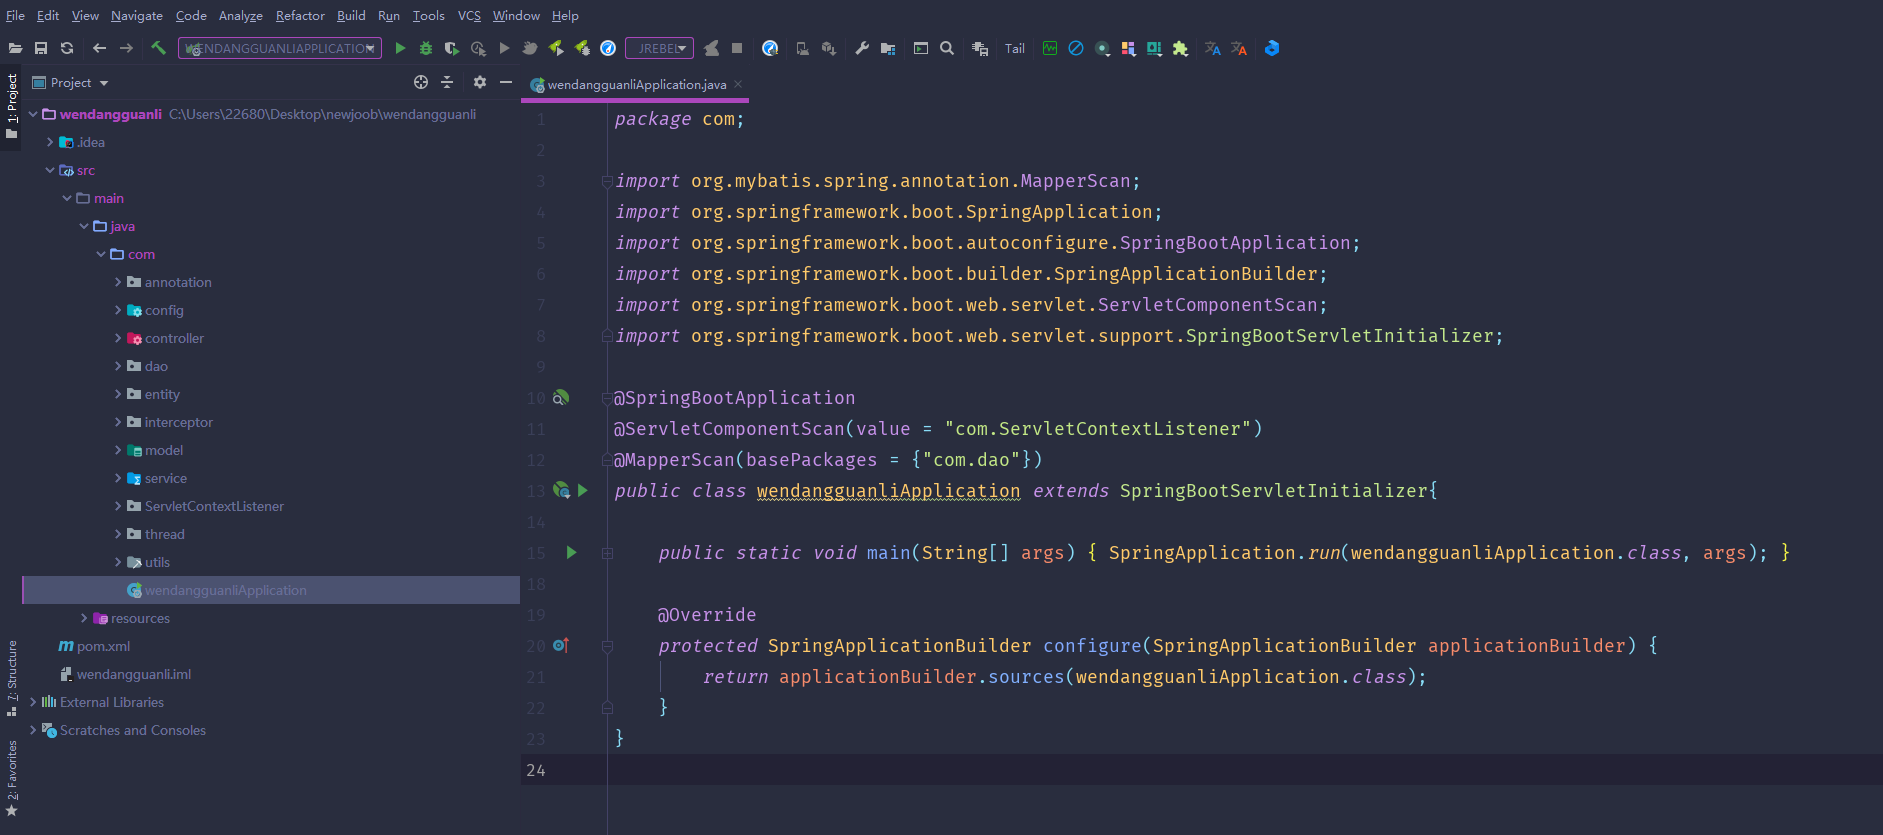 File Edit View Navigate Code Analyze Refactor Build Run Tools VCS Window Help
WENDANGGUANLIAPPLICATION JREBEL Tail
1: Project
Project
wendangguanli C:\Users\22680\Desktop\newjoob\wendangguanli
.idea
src
main
java
com
annotation
config
controller
dao
entity
interceptor
model
service
ServletContextListener
thread
utils
wendangguanliApplication
resources
pom.xml
wendangguanli.iml
External Libraries
Scratches and Consoles
7: Structure
2: Favorites
wendangguanliApplication.java
1 package com;
2
3 import org.mybatis.spring.annotation.MapperScan;
4 import org.springframework.boot.SpringApplication;
5 import org.springframework.boot.autoconfigure.SpringBootApplication;
6 import org.springframework.boot.builder.SpringApplicationBuilder;
7 import org.springframework.boot.web.servlet.ServletComponentScan;
8 import org.springframework.boot.web.servlet.support.SpringBootServletInitializer;
9
10 @SpringBootApplication
11 @ServletComponentScan(value = "com.ServletContextListener")
12 @MapperScan(basePackages = {"com.dao"})
13 public class wendangguanliApplication extends SpringBootServletInitializer{
14
15 public static void main(String[] args) { SpringApplication.run(wendangguanliApplication.class, args); }
18
19 @Override
20 protected SpringApplicationBuilder configure(SpringApplicationBuilder applicationBuilder) {
21 return applicationBuilder.sources(wendangguanliApplication.class);
22 }
23 }
24